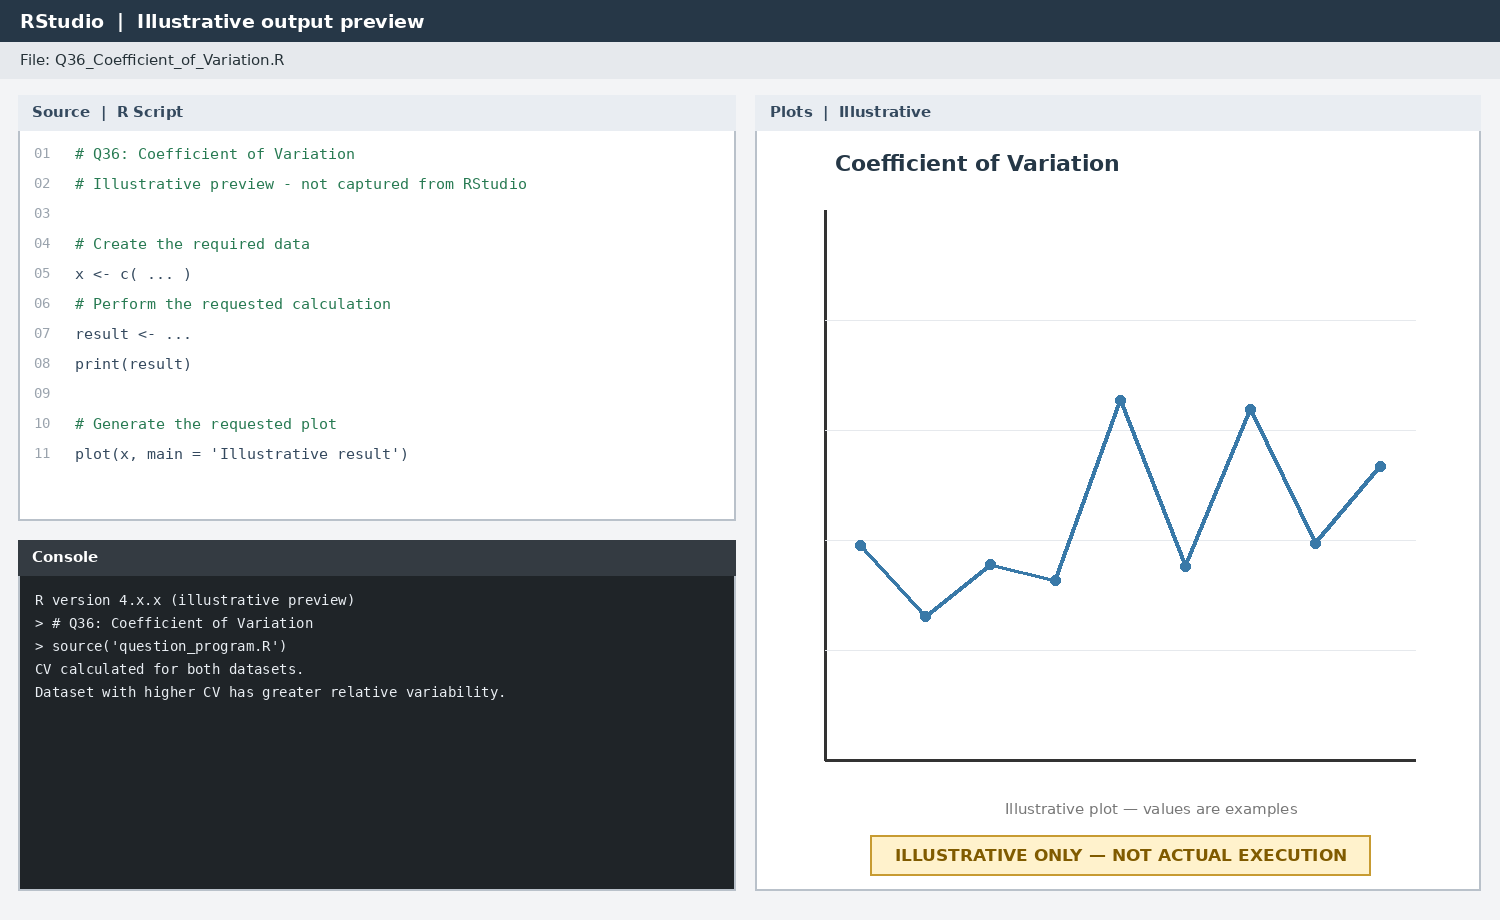 RStudio | Illustrative output preview
File: Q36_Coefficient_of_Variation.R
Source | R Script
01 # Q36: Coefficient of Variation
02 # Illustrative preview - not captured from RStudio
03
04 # Create the required data
05 x <- c( ... )
06 # Perform the requested calculation
07 result <- ...
08 print(result)
09
10 # Generate the requested plot
11 plot(x, main = 'Illustrative result')
Console
R version 4.x.x (illustrative preview)
> # Q36: Coefficient of Variation
> source('question_program.R')
CV calculated for both datasets.
Dataset with higher CV has greater relative variability.
Plots | Illustrative
Coefficient of Variation
Illustrative plot — values are examples
ILLUSTRATIVE ONLY — NOT ACTUAL EXECUTION